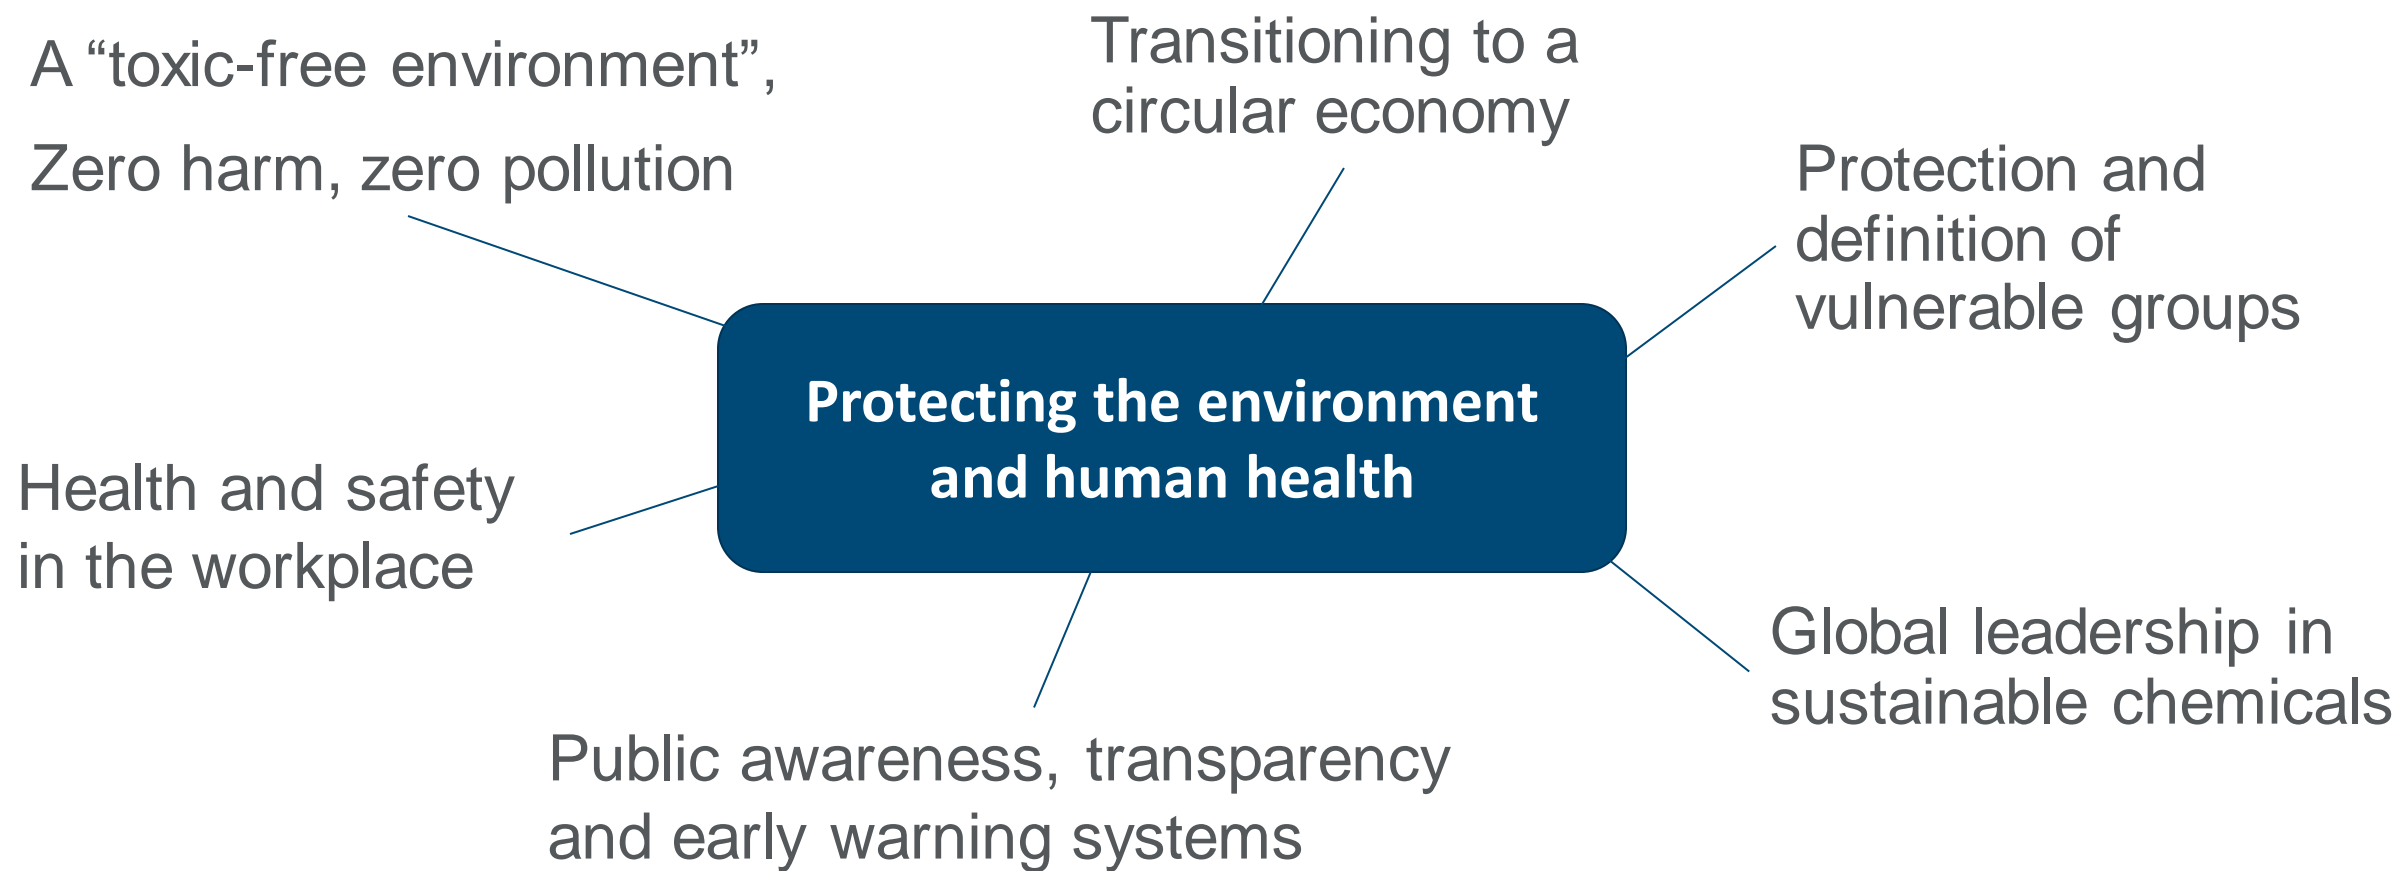 A “toxic-free environment”,
Zero harm, zero pollution
Transitioning to a
circular economy
Protection and
definition of
vulnerable groups
Protecting the environment
and human health
Health and safety
in the workplace
Global leadership in
sustainable chemicals
Public awareness, transparency
and early warning systems